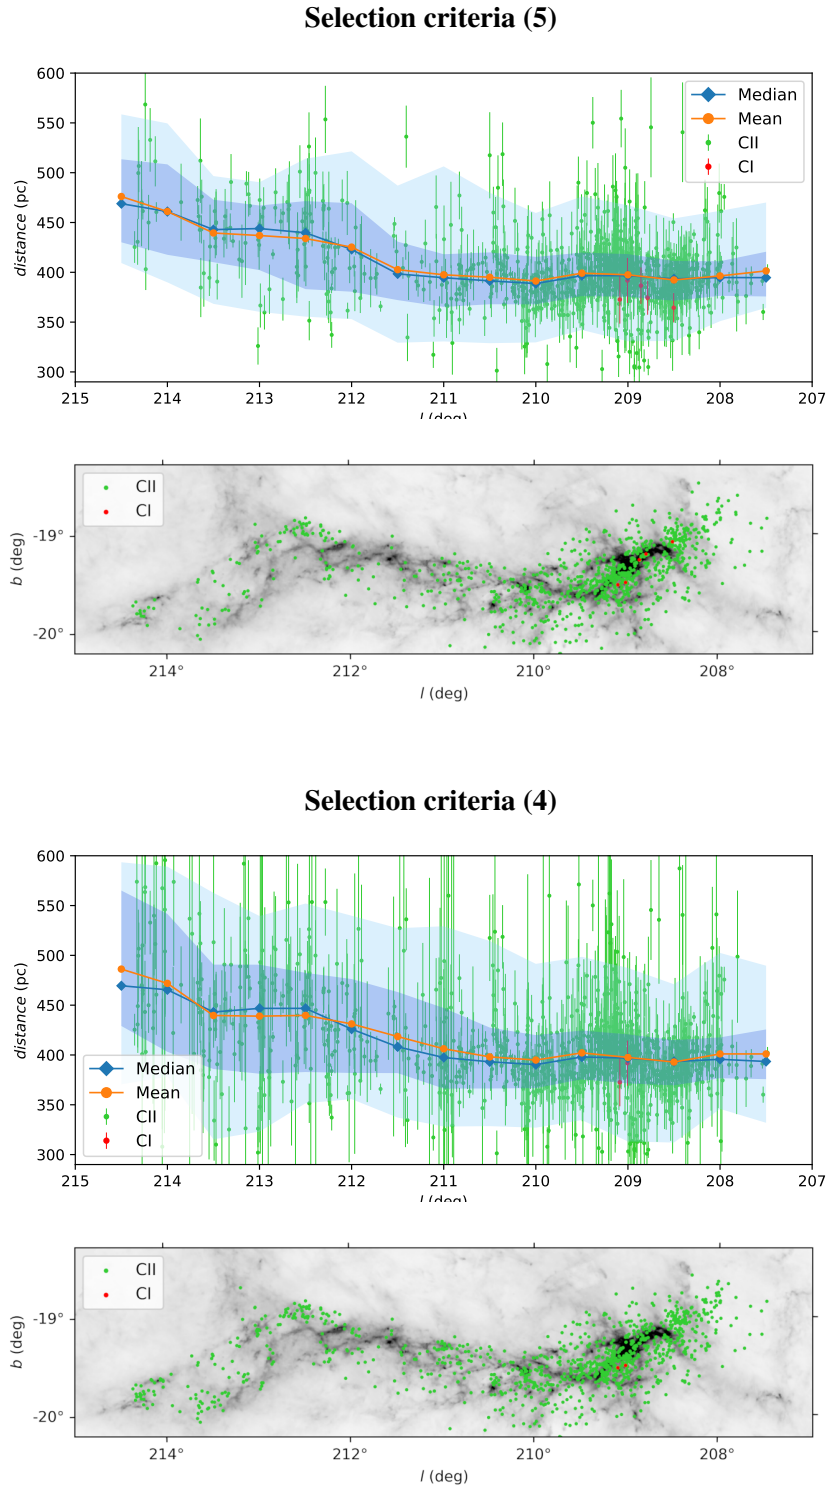 Selection criteria (5)
600
550
500
450
400
350
300
distance (pc)
Median
Mean
CII
CI
215 214 213 212 211 210 209 208 207
l (deg)
CII
CI
-19°
-20°
b (deg)
214° 212° 210° 208°
l (deg)
Selection criteria (4)
600
550
500
450
400
350
300
distance (pc)
Median
Mean
CII
CI
215 214 213 212 211 210 209 208 207
l (deg)
CII
CI
-19°
-20°
b (deg)
214° 212° 210° 208°
l (deg)